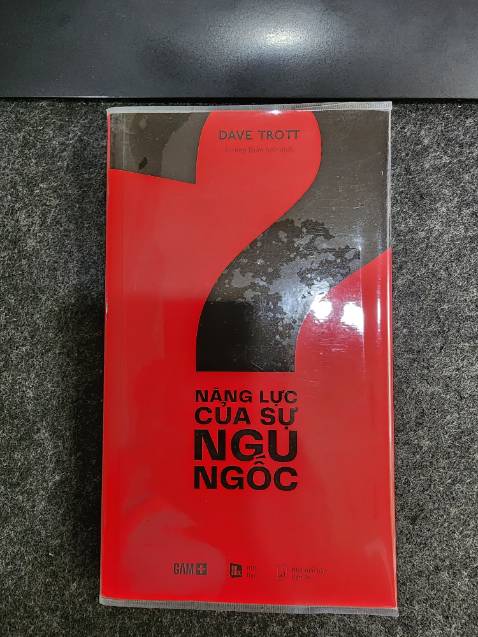 DAVE TROTT
NĂNG LỰC
CỦA SỰ
NGU
NGỐC
GAM+